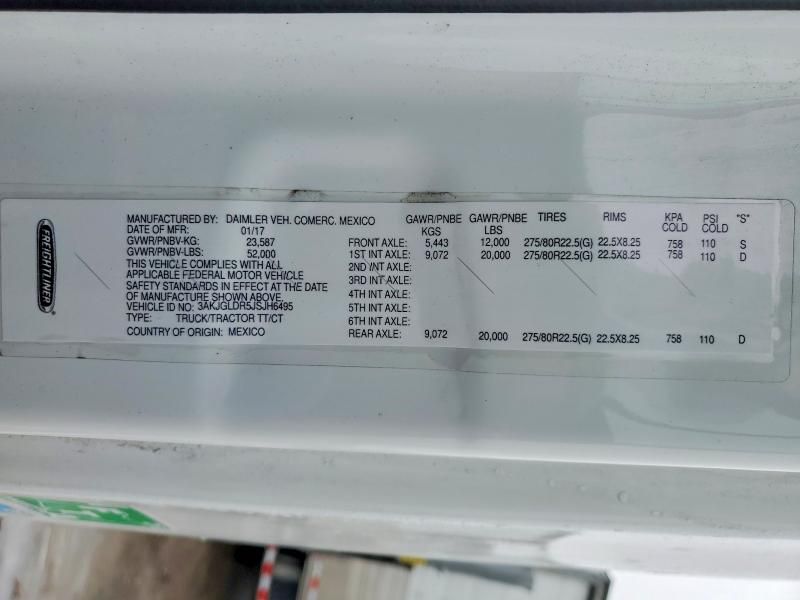 FREIGHTLINER
MANUFACTURED BY: DAIMLER VEH. COMERC. MEXICO
DATE OF MFR: 01/17
GVWR/PNBV-KG: 23,587
GVWR/PNBV-LBS: 52,000
THIS VEHICLE COMPLIES WITH ALL
APPLICABLE FEDERAL MOTOR VEHICLE
SAFETY STANDARDS IN EFFECT AT THE DATE
OF MANUFACTURE SHOWN ABOVE.
VEHICLE ID NO.: 3AKJGLDR5JSJH6495
TYPE: TRUCK/TRACTOR TT/CT
COUNTRY OF ORIGIN: MEXICO
GAWR/PNBE KGS GAWR/PNBE LBS TIRES RIMS KPA COLD PSI COLD "S"
FRONT AXLE: 5,443 12,000 275/80R22.5(G) 22.5X8.25 758 110 S
1ST INT AXLE: 9,072 20,000 275/80R22.5(G) 22.5X8.25 758 110 D
2ND INT AXLE:
3RD INT AXLE:
4TH INT AXLE:
5TH INT AXLE:
6TH INT AXLE:
REAR AXLE: 9,072 20,000 275/80R22.5(G) 22.5X8.25 758 110 D